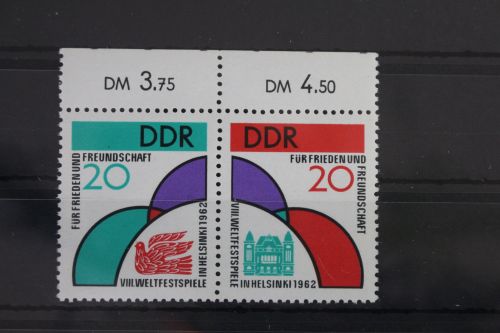 DM 3.75
DM 4.50
DDR
FÜR FRIEDEN UND
FREUNDSCHAFT
20
VIII.WELTFESTSPIELE
IN HELSINKI 1962
DDR
FÜR FRIEDEN UND
FREUNDSCHAFT
20
VIII.WELTFESTSPIELE
IN HELSINKI 1962